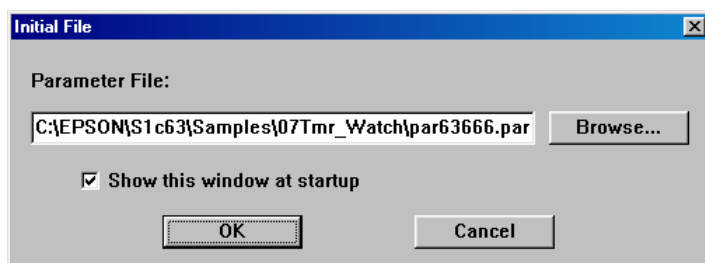 Initial File
Parameter File:
C:\EPSON\S1c63\Samples\07Tmr_Watch\par63666.par
Browse...
Show this window at startup
OK
Cancel